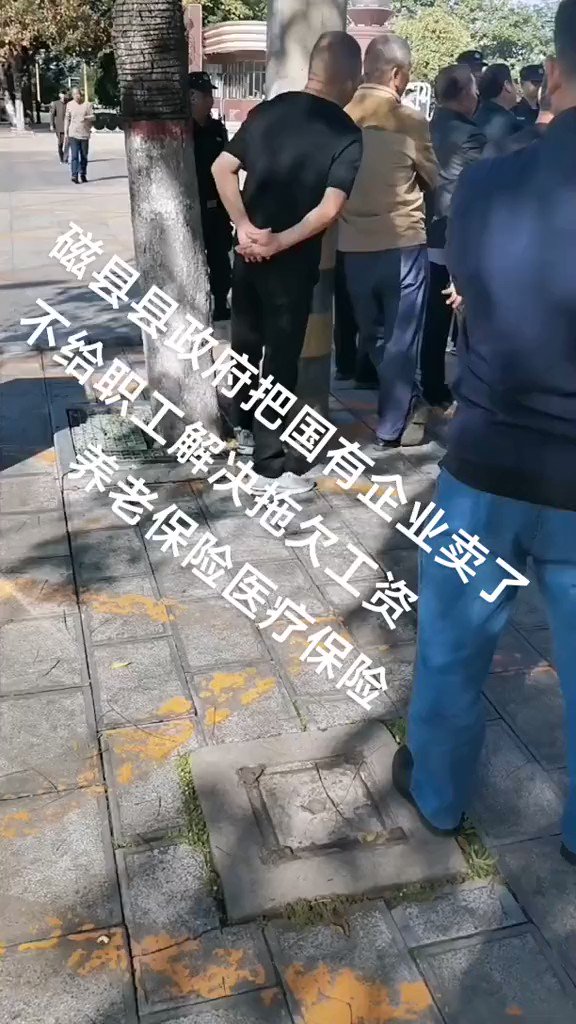 磁县县政府把国有企业卖了
不给职工解决拖欠工资
养老保险医疗保险